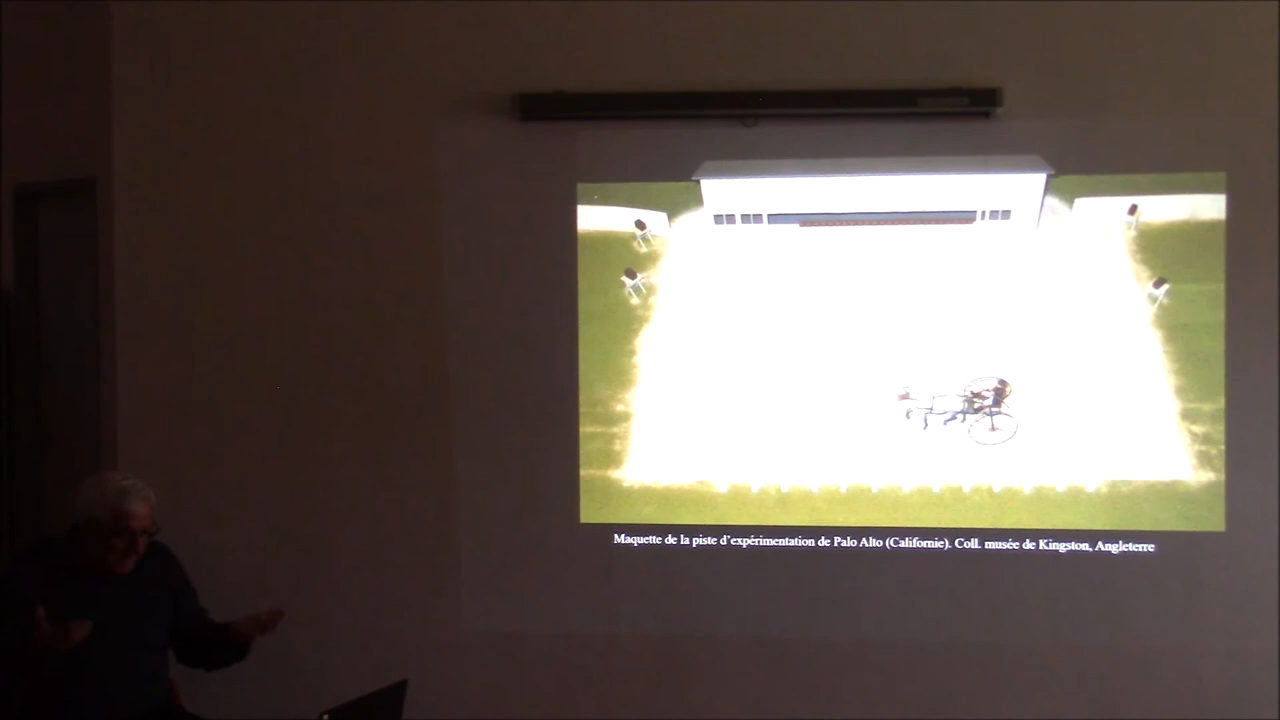 Maquette de la piste d’expérimentation de Palo Alto (Californie). Coll. musée de Kingston, Angleterre